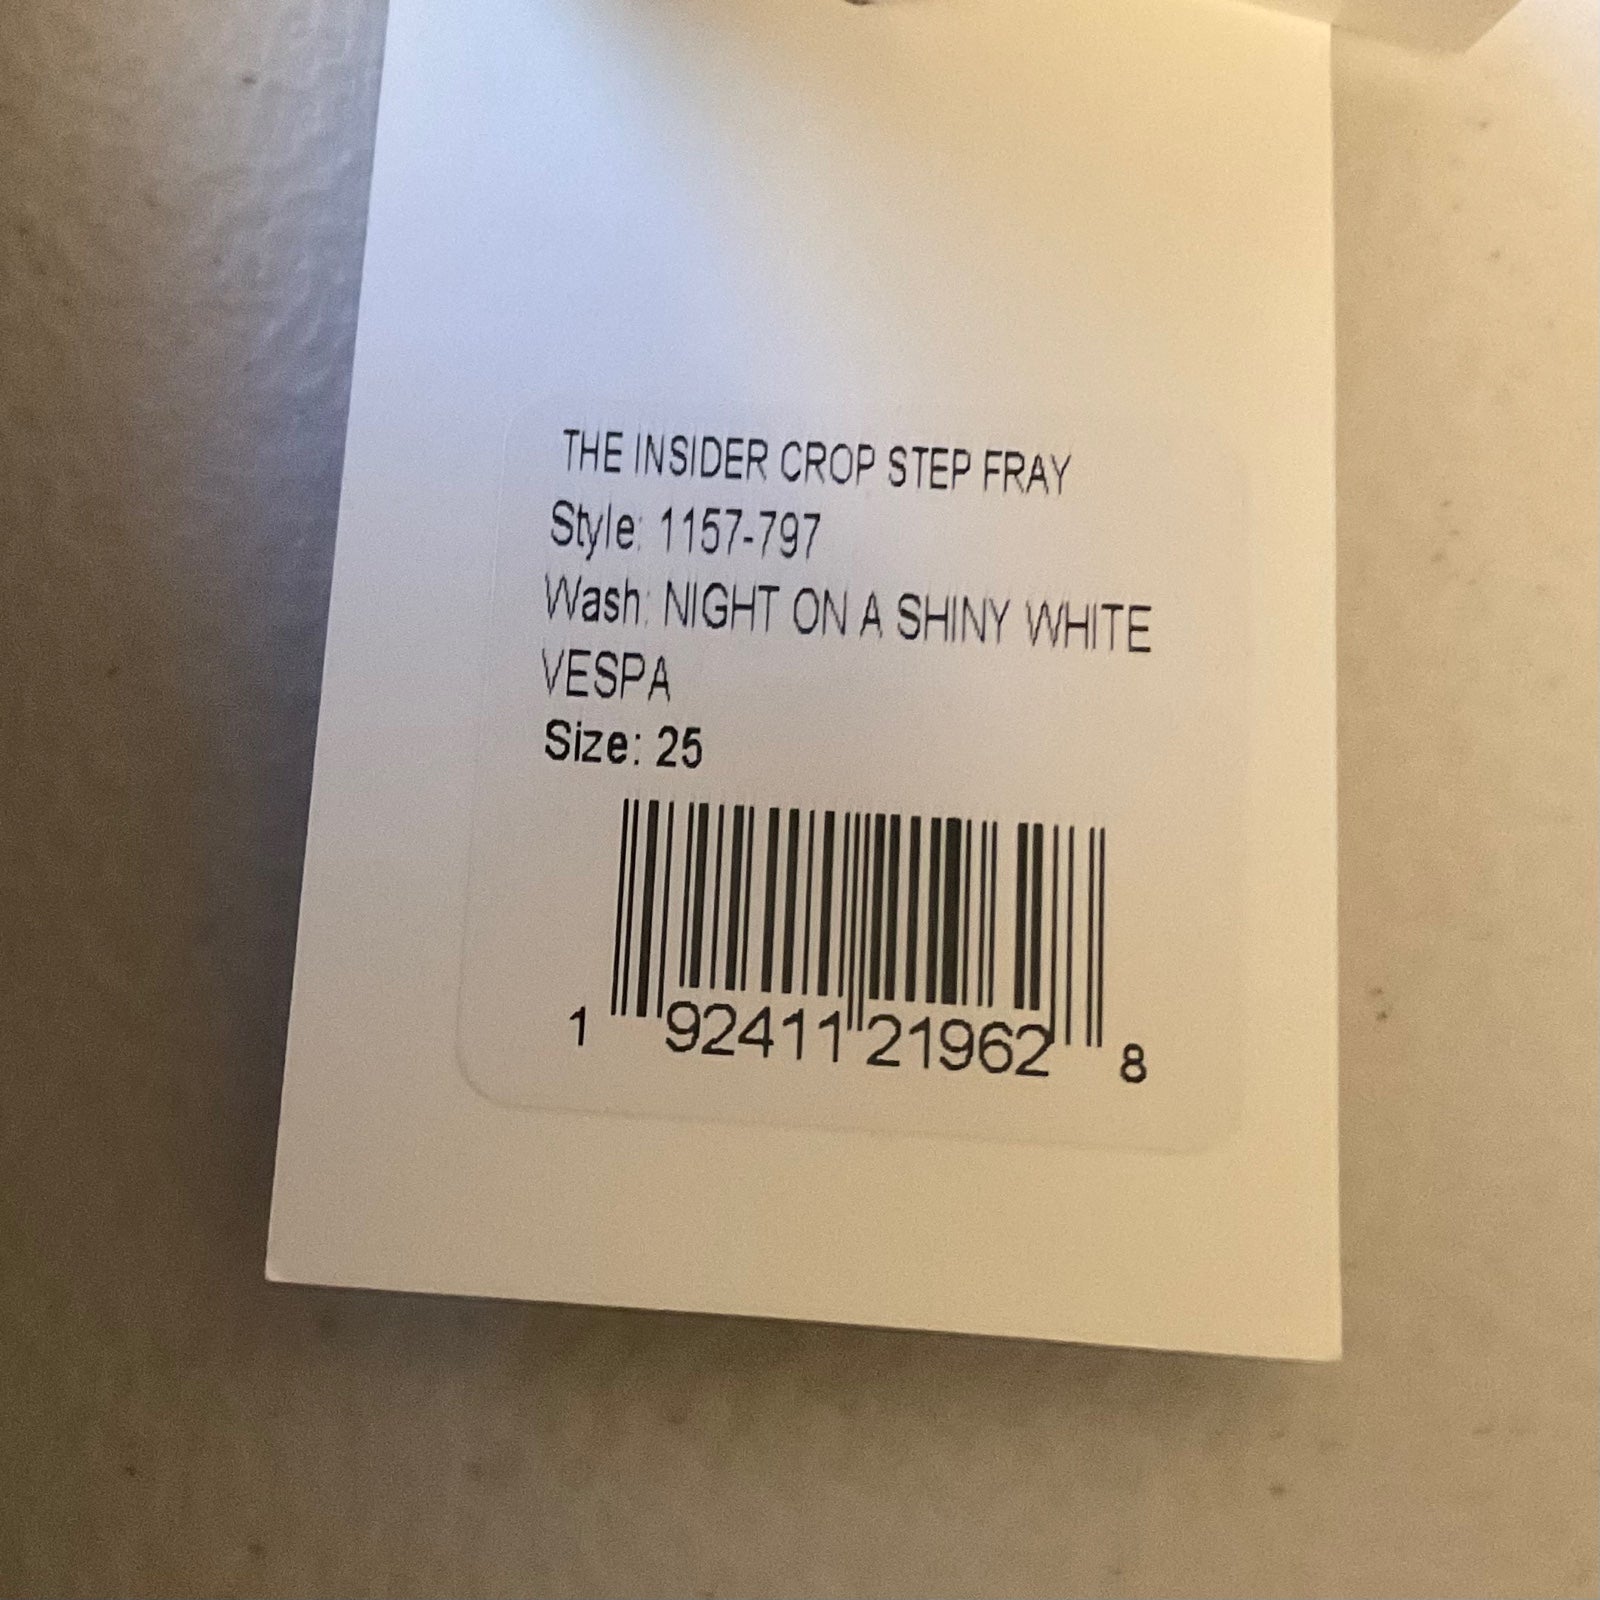 THE INSIDER CROP STEP FRAY
Style: 1157-797
Wash: NIGHT ON A SHINY WHITE
VESPA
Size: 25
1 92411 21962 8